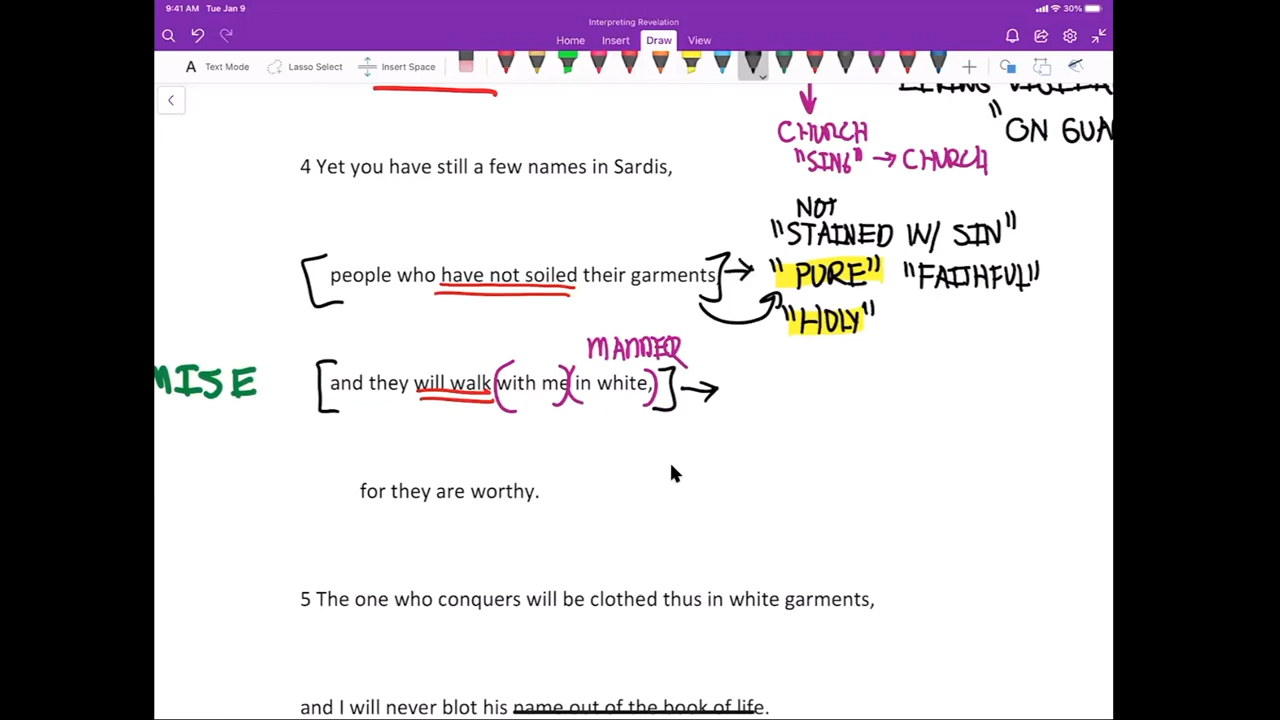 9:41 AM Tue Jan 9
30%
Interpreting Revelation
Home Insert Draw View
Text Mode Lasso Select Insert Space
"ON GUA
CHURCH
"SING" → CHURCH
4 Yet you have still a few names in Sardis,
NOT
"STAINED W/ SIN"
people who have not soiled their garments → "PURE" "FAITHFUL"
"HOLY"
MANNER
MISE and they will walk with me in white, →
for they are worthy.
5 The one who conquers will be clothed thus in white garments,
and I will never blot his name out of the book of life.